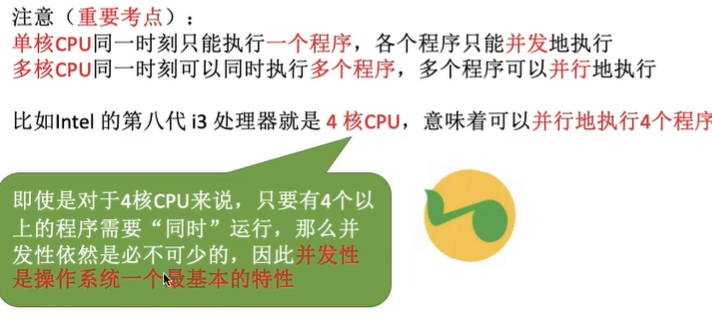 注意（重要考点）：
单核CPU同一时刻只能执行一个程序，各个程序只能并发地执行
多核CPU同一时刻可以同时执行多个程序，多个程序可以并行地执行
比如Intel 的第八代 i3 处理器就是 4 核CPU，意味着可以并行地执行4个程序
即使是对于4核CPU来说，只要有4个以
上的程序需要“同时”运行，那么并
发性依然是必不可少的，因此并发性
是操作系统一个最基本的特性